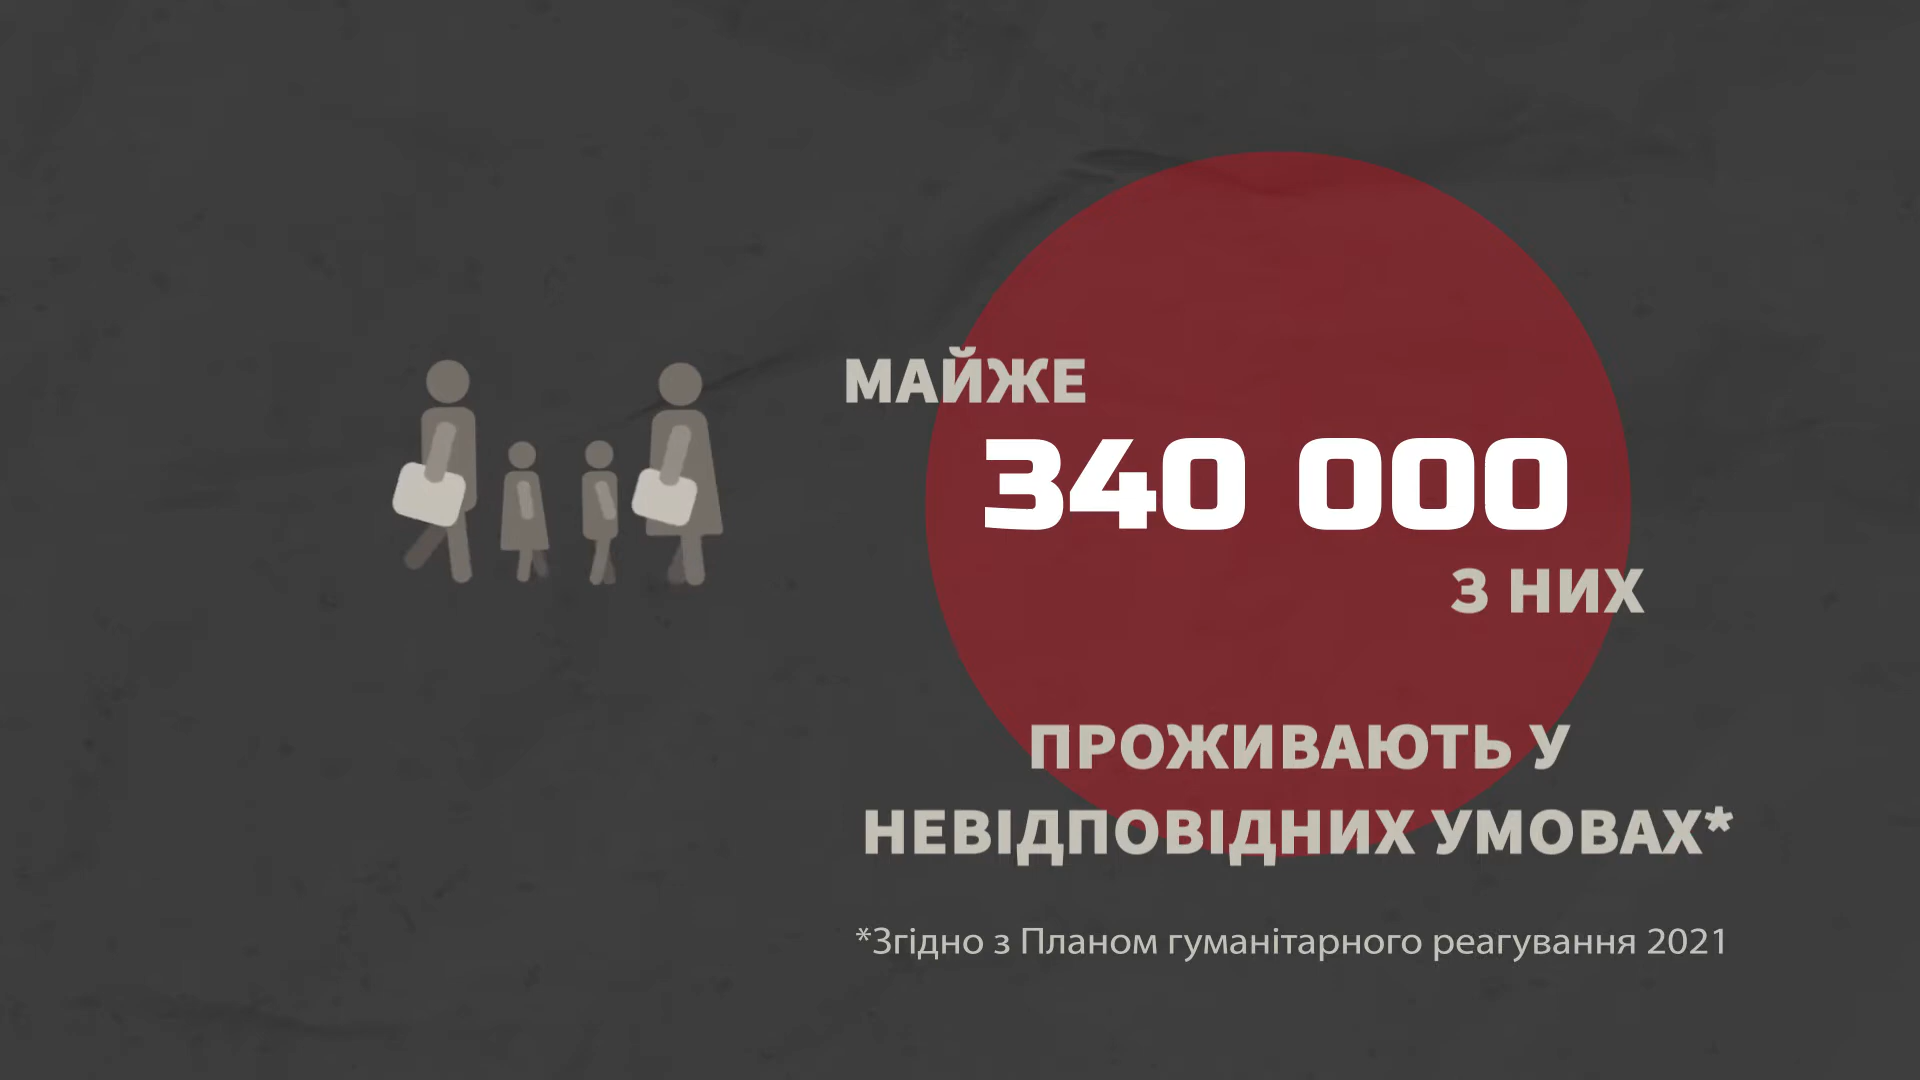 МАЙЖЕ
340 000
З НИХ
ПРОЖИВАЮТЬ У
НЕВІДПОВІДНИХ УМОВАХ*
*Згідно з Планом гуманітарного реагування 2021